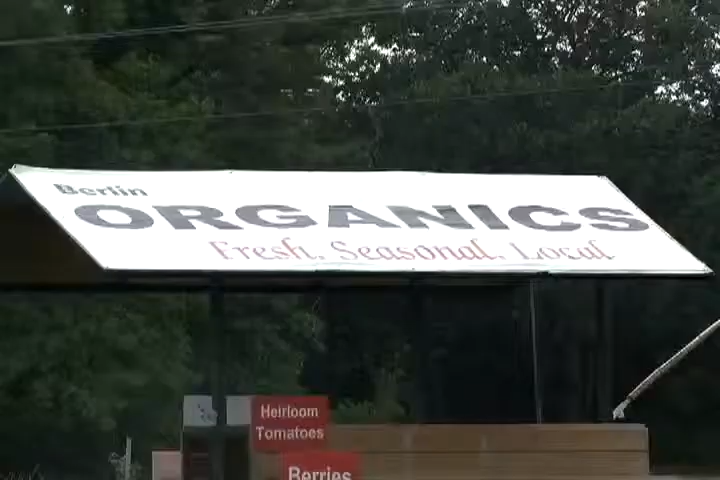 Berlin
ORGANICS
Fresh. Seasonal. Local
Heirloom
Tomatoes
Berries